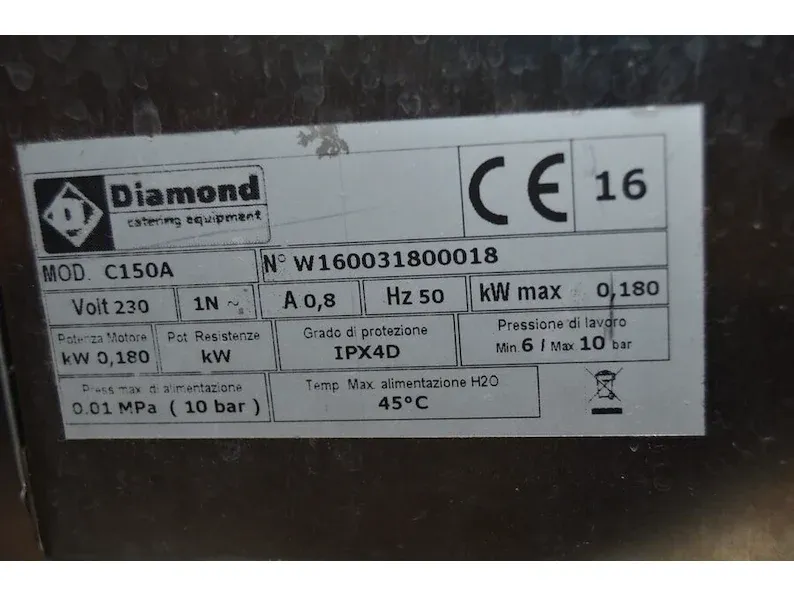 Diamond
catering equipment
CE
16
MOD. C150A
N° W160031800018
Volt 230
1N ~
A 0,8
Hz 50
kW max 0,180
Potenza Motore
kW 0,180
Pot. Resistenze
kW
Grado di protezione
IPX4D
Pressione di lavoro
Min. 6 / Max 10 bar
Press max di alimentazione
0.01 MPa ( 10 bar )
Temp Max. alimentazione H2O
45°C